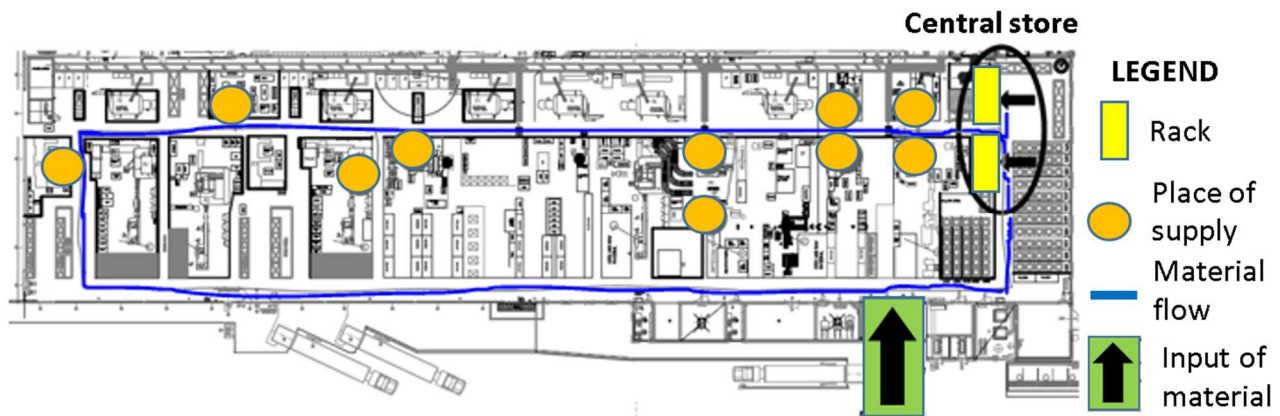 Central store
LEGEND
Rack
Place of
supply
Material
flow
Input of
material